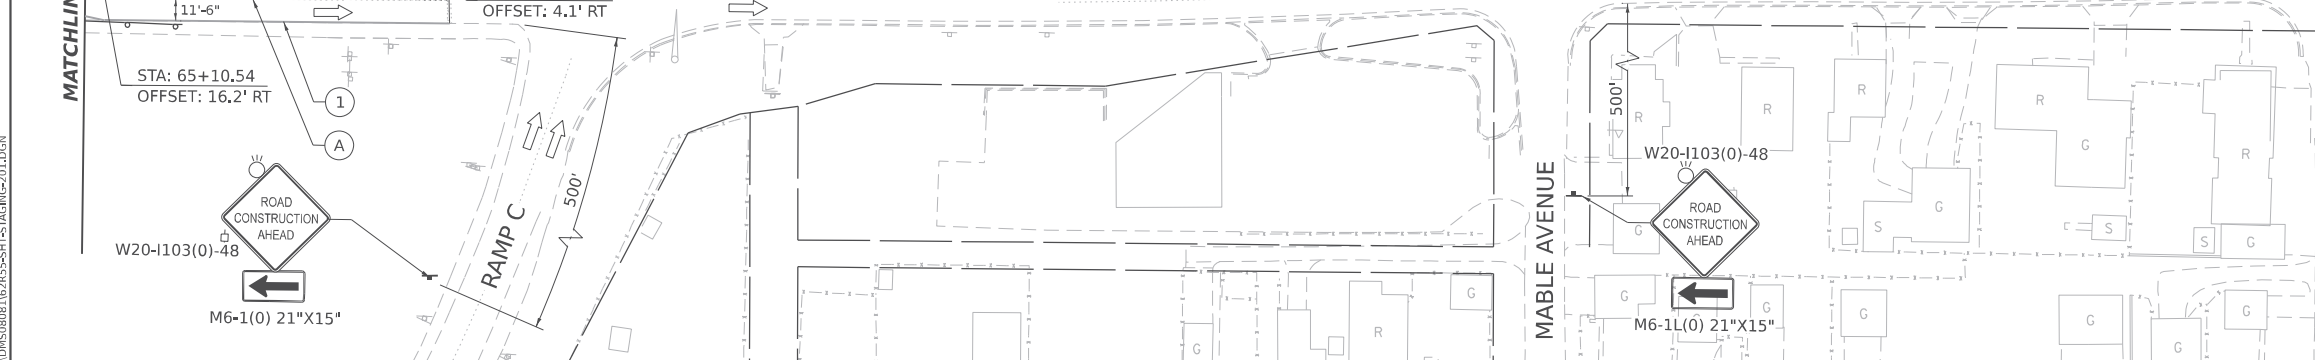 MATCHLIN
11'-6"
OFFSET: 4.1' RT
STA: 65+10.54
OFFSET: 16.2' RT
1
A
ROAD
CONSTRUCTION
AHEAD
W20-I103(0)-48
M6-1(0) 21"X15"
RAMP C
500'
MABLE AVENUE
500'
W20-I103(0)-48
ROAD
CONSTRUCTION
AHEAD
M6-1L(0) 21"X15"
R
R
R
R
G
R
G
S
G
S
S
G
G
G
G
G
G
G
G
R
G
G